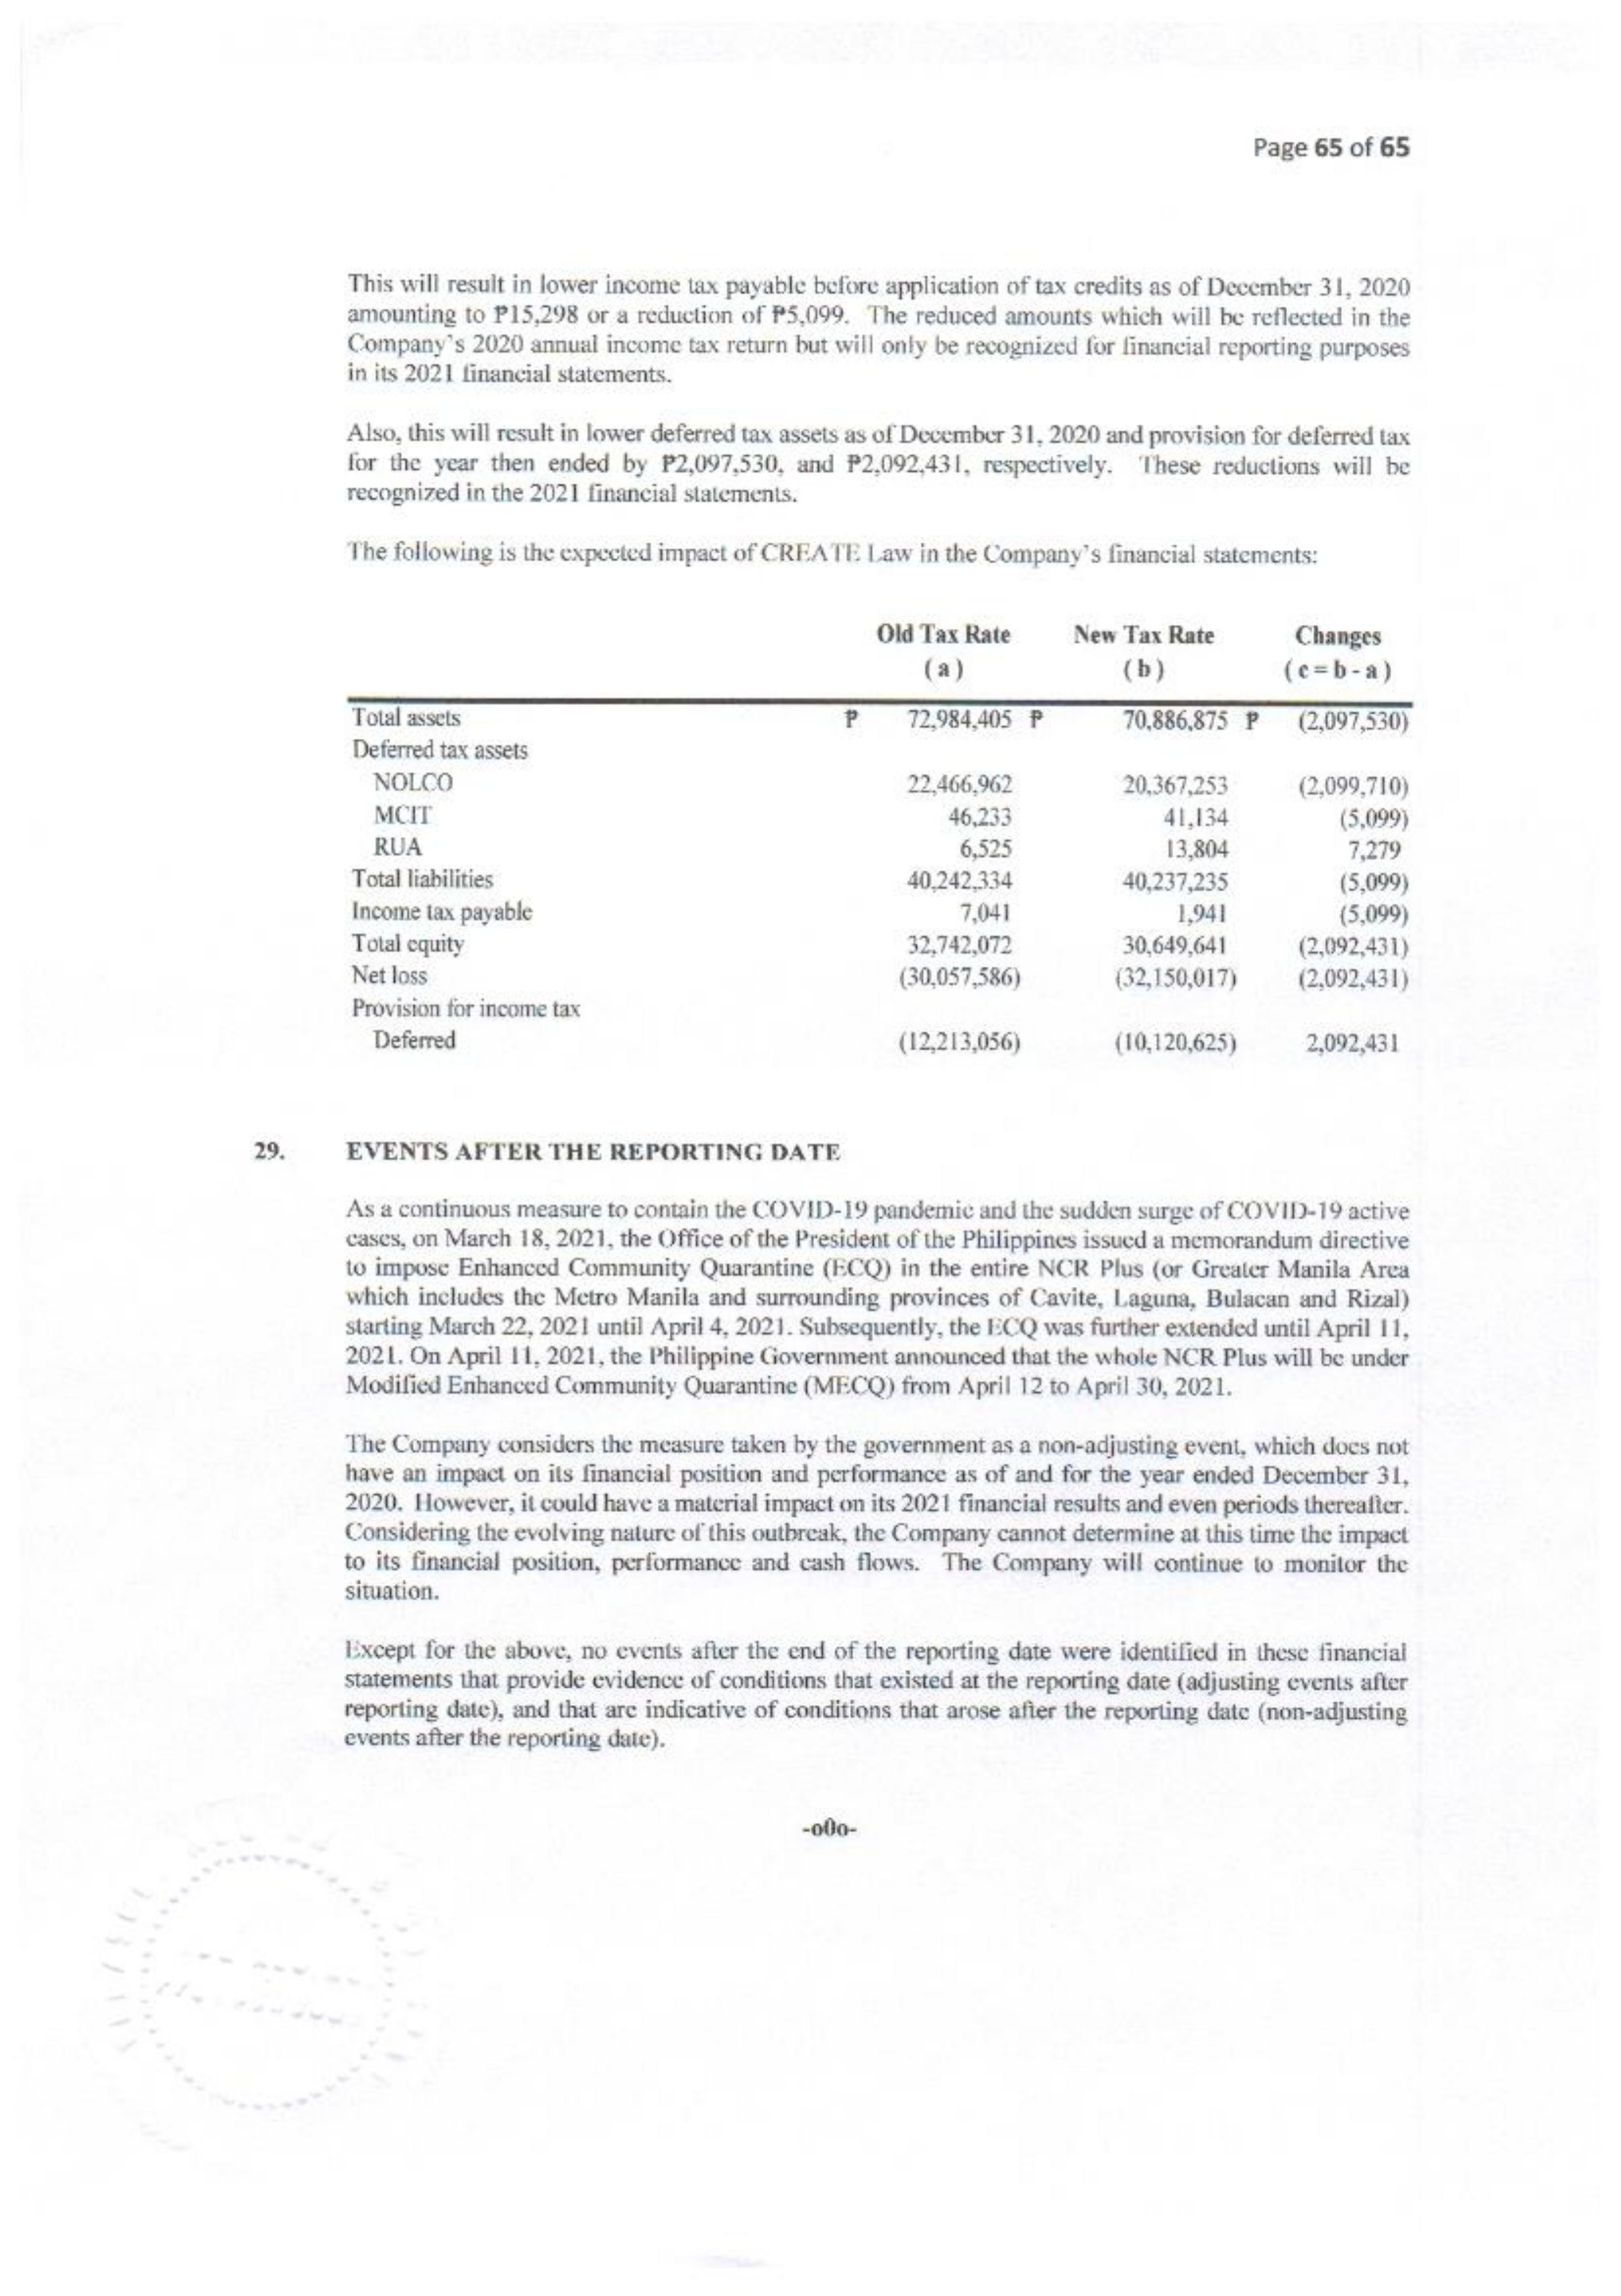 Page 65 of 65
This will result in lower income tax payable before application of tax credits as of December 31, 2020
amounting to ₱15,298 or a reduction of ₱5,099. The reduced amounts which will be reflected in the
Company's 2020 annual income tax return but will only be recognized for financial reporting purposes
in its 2021 financial statements.
Also, this will result in lower deferred tax assets as of December 31, 2020 and provision for deferred tax
for the year then ended by ₱2,097,530, and ₱2,092,431, respectively. These reductions will be
recognized in the 2021 financial statements.
The following is the expected impact of CREATE Law in the Company's financial statements:
Old Tax Rate New Tax Rate Changes
(a) (b) (c=b-a)
Total assets ₱ 72,984,405 ₱ 70,886,875 ₱ (2,097,530)
Deferred tax assets
NOLCO 22,466,962 20,367,253 (2,099,710)
MCIT 46,233 41,134 (5,099)
RUA 6,525 13,804 7,279
Total liabilities 40,242,334 40,237,235 (5,099)
Income tax payable 7,041 1,941 (5,099)
Total equity 32,742,072 30,649,641 (2,092,431)
Net loss (30,057,586) (32,150,017) (2,092,431)
Provision for income tax
Deferred (12,213,056) (10,120,625) 2,092,431
29. EVENTS AFTER THE REPORTING DATE
As a continuous measure to contain the COVID-19 pandemic and the sudden surge of COVID-19 active
cases, on March 18, 2021, the Office of the President of the Philippines issued a memorandum directive
to impose Enhanced Community Quarantine (ECQ) in the entire NCR Plus (or Greater Manila Area
which includes the Metro Manila and surrounding provinces of Cavite, Laguna, Bulacan and Rizal)
starting March 22, 2021 until April 4, 2021. Subsequently, the ECQ was further extended until April 11,
2021. On April 11, 2021, the Philippine Government announced that the whole NCR Plus will be under
Modified Enhanced Community Quarantine (MECQ) from April 12 to April 30, 2021.
The Company considers the measure taken by the government as a non-adjusting event, which does not
have an impact on its financial position and performance as of and for the year ended December 31,
2020. However, it could have a material impact on its 2021 financial results and even periods thereafter.
Considering the evolving nature of this outbreak, the Company cannot determine at this time the impact
to its financial position, performance and cash flows. The Company will continue to monitor the
situation.
Except for the above, no events after the end of the reporting date were identified in these financial
statements that provide evidence of conditions that existed at the reporting date (adjusting events after
reporting date), and that are indicative of conditions that arose after the reporting date (non-adjusting
events after the reporting date).
-o0o-